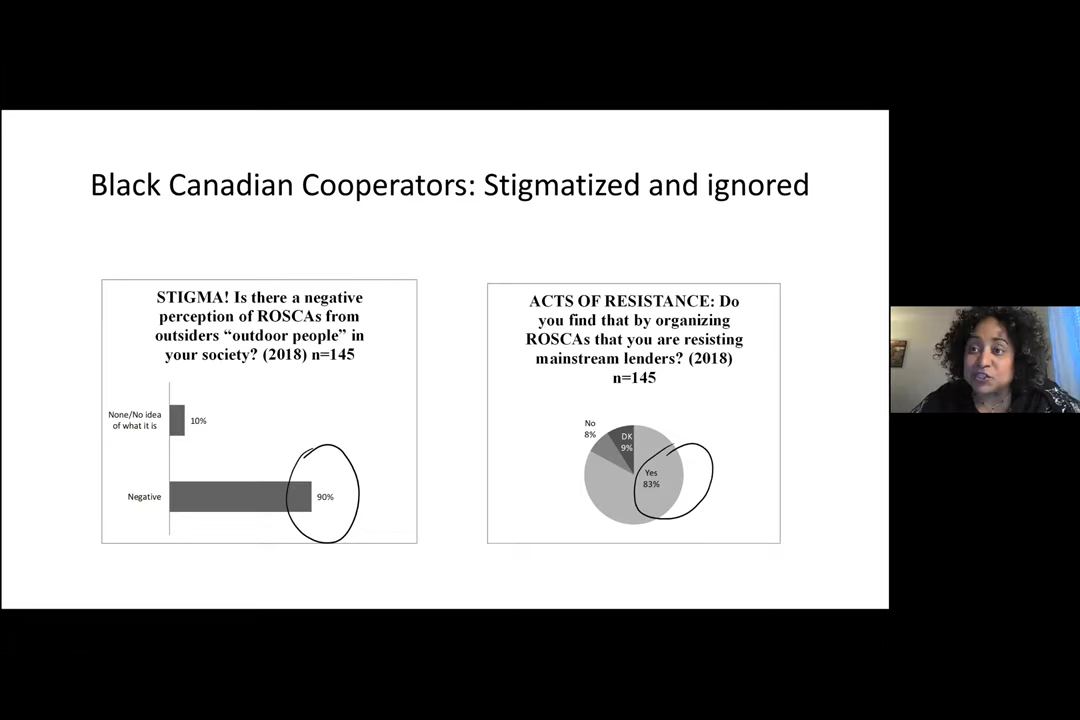 Black Canadian Cooperators: Stigmatized and ignored
STIGMA! Is there a negative
perception of ROSCAs from
outsiders “outdoor people” in
your society? (2018) n=145
None/No idea
of what it is
10%
Negative
90%
ACTS OF RESISTANCE: Do
you find that by organizing
ROSCAs that you are resisting
mainstream lenders? (2018)
n=145
No
8%
DK
9%
Yes
83%